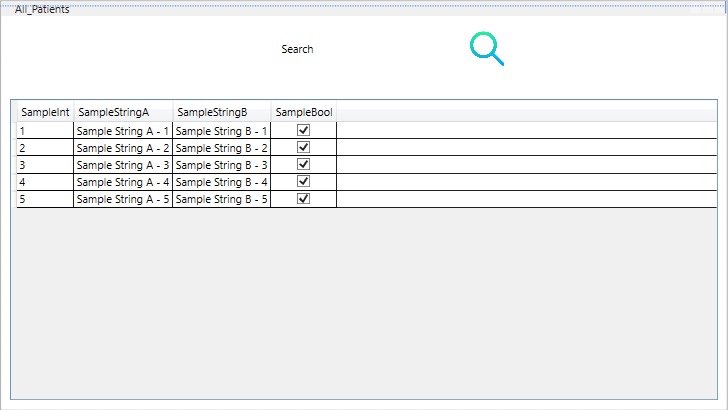 All_Patients
Search
SampleInt SampleStringA SampleStringB SampleBool
1 Sample String A - 1 Sample String B - 1
2 Sample String A - 2 Sample String B - 2
3 Sample String A - 3 Sample String B - 3
4 Sample String A - 4 Sample String B - 4
5 Sample String A - 5 Sample String B - 5